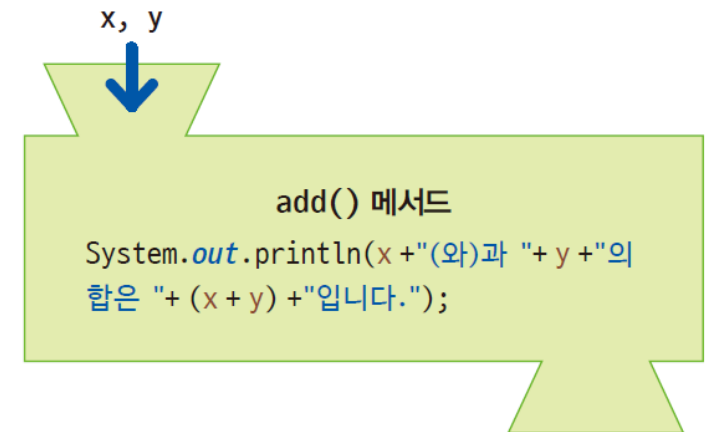 x, y
add() 메서드
System.out.println(x +"(와)과 "+ y +"의
합은 "+ (x + y) +"입니다.");